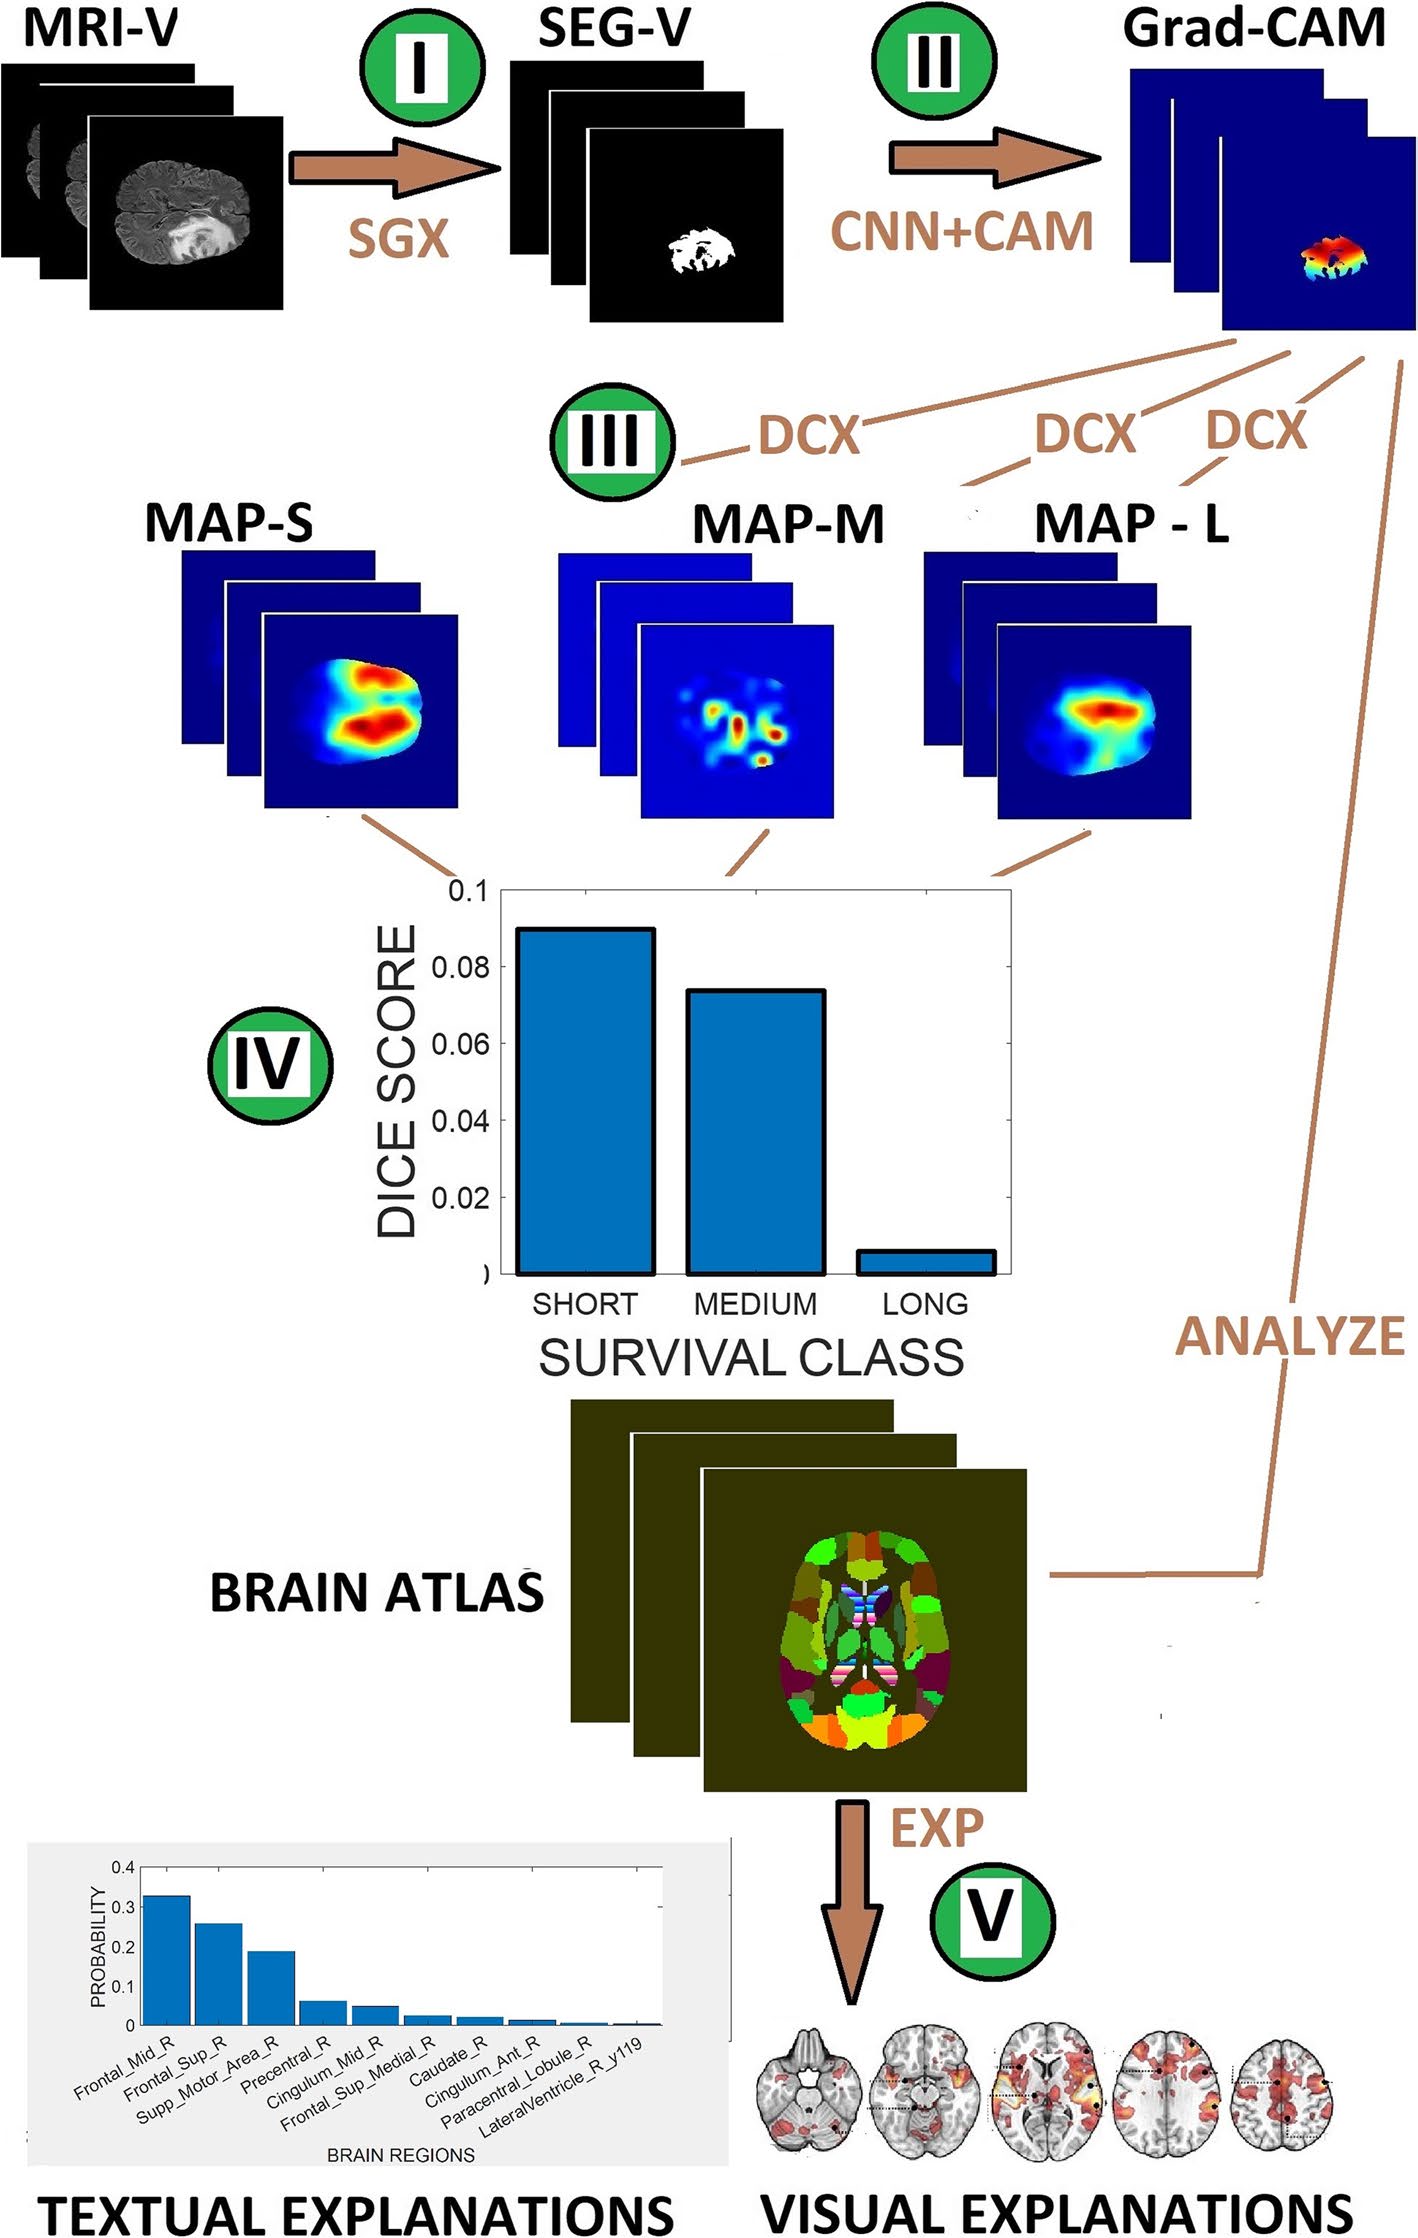 MRI-V
I
SEG-V
II
Grad-CAM
SGX
CNN+CAM
III
DCX
DCX
DCX
MAP-S
MAP-M
MAP - L
IV
DICE SCORE
0.1
0.08
0.06
0.04
0.02
)
SHORT
MEDIUM
LONG
SURVIVAL CLASS
ANALYZE
BRAIN ATLAS
EXP
V
PROBABILITY
0.4
0.3
0.2
0.1
0
Frontal_Mid_R
Frontal_Sup_R
Supp_Motor_Area_R
Precentral_R
Cingulum_Mid_R
Frontal_Sup_Medial_R
Caudate_R
Cingulum_Ant_R
Paracentral_Lobule_R
LateralVentricle_R_y119
BRAIN REGIONS
TEXTUAL EXPLANATIONS
VISUAL EXPLANATIONS